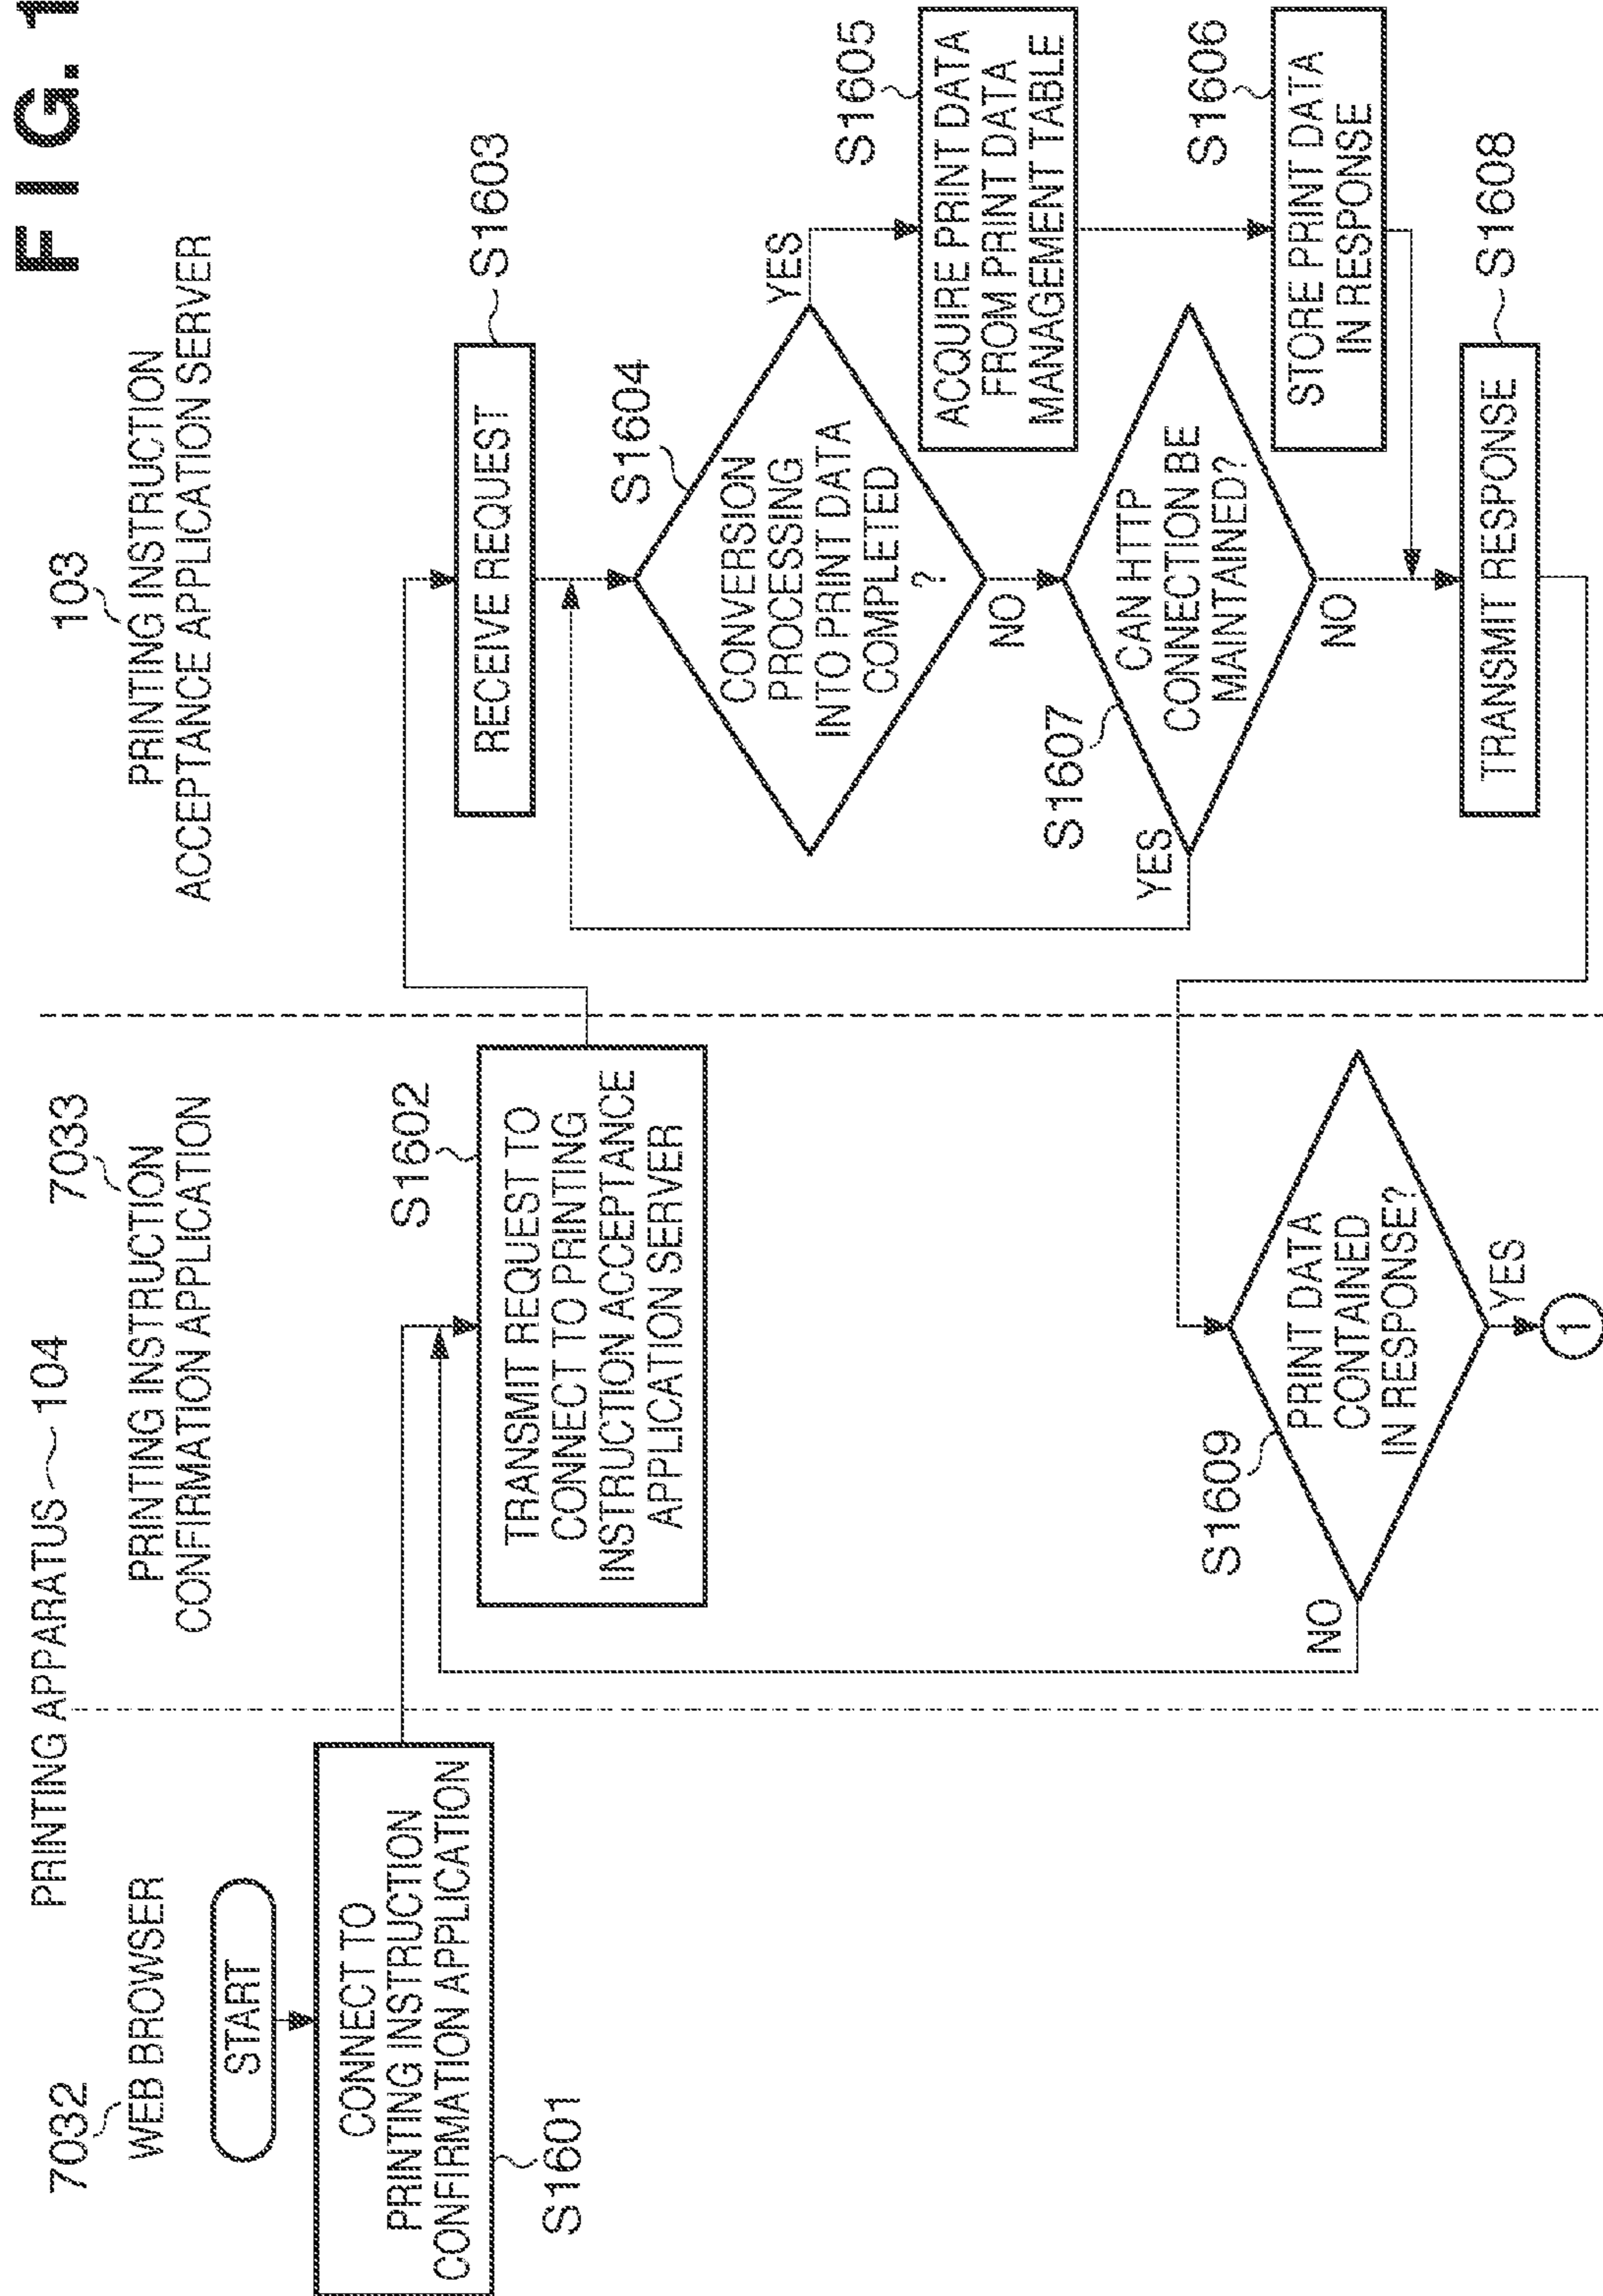 FIG. 1
PRINTING APPARATUS 104
7032
WEB BROWSER
START
CONNECT TO
PRINTING INSTRUCTION
CONFIRMATION APPLICATION
S1601
7033
PRINTING INSTRUCTION
CONFIRMATION APPLICATION
S1602
TRANSMIT REQUEST TO
CONNECT TO PRINTING
INSTRUCTION ACCEPTANCE
APPLICATION SERVER
S1609
PRINT DATA
CONTAINED
IN RESPONSE?
NO
YES
1
103
PRINTING INSTRUCTION
ACCEPTANCE APPLICATION SERVER
RECEIVE REQUEST
S1603
S1604
CONVERSION
PROCESSING
INTO PRINT DATA
COMPLETED
?
YES
NO
S1605
ACQUIRE PRINT DATA
FROM PRINT DATA
MANAGEMENT TABLE
S1607
CAN HTTP
CONNECTION BE
MAINTAINED?
YES
NO
S1606
STORE PRINT DATA
IN RESPONSE
TRANSMIT RESPONSE
S1608